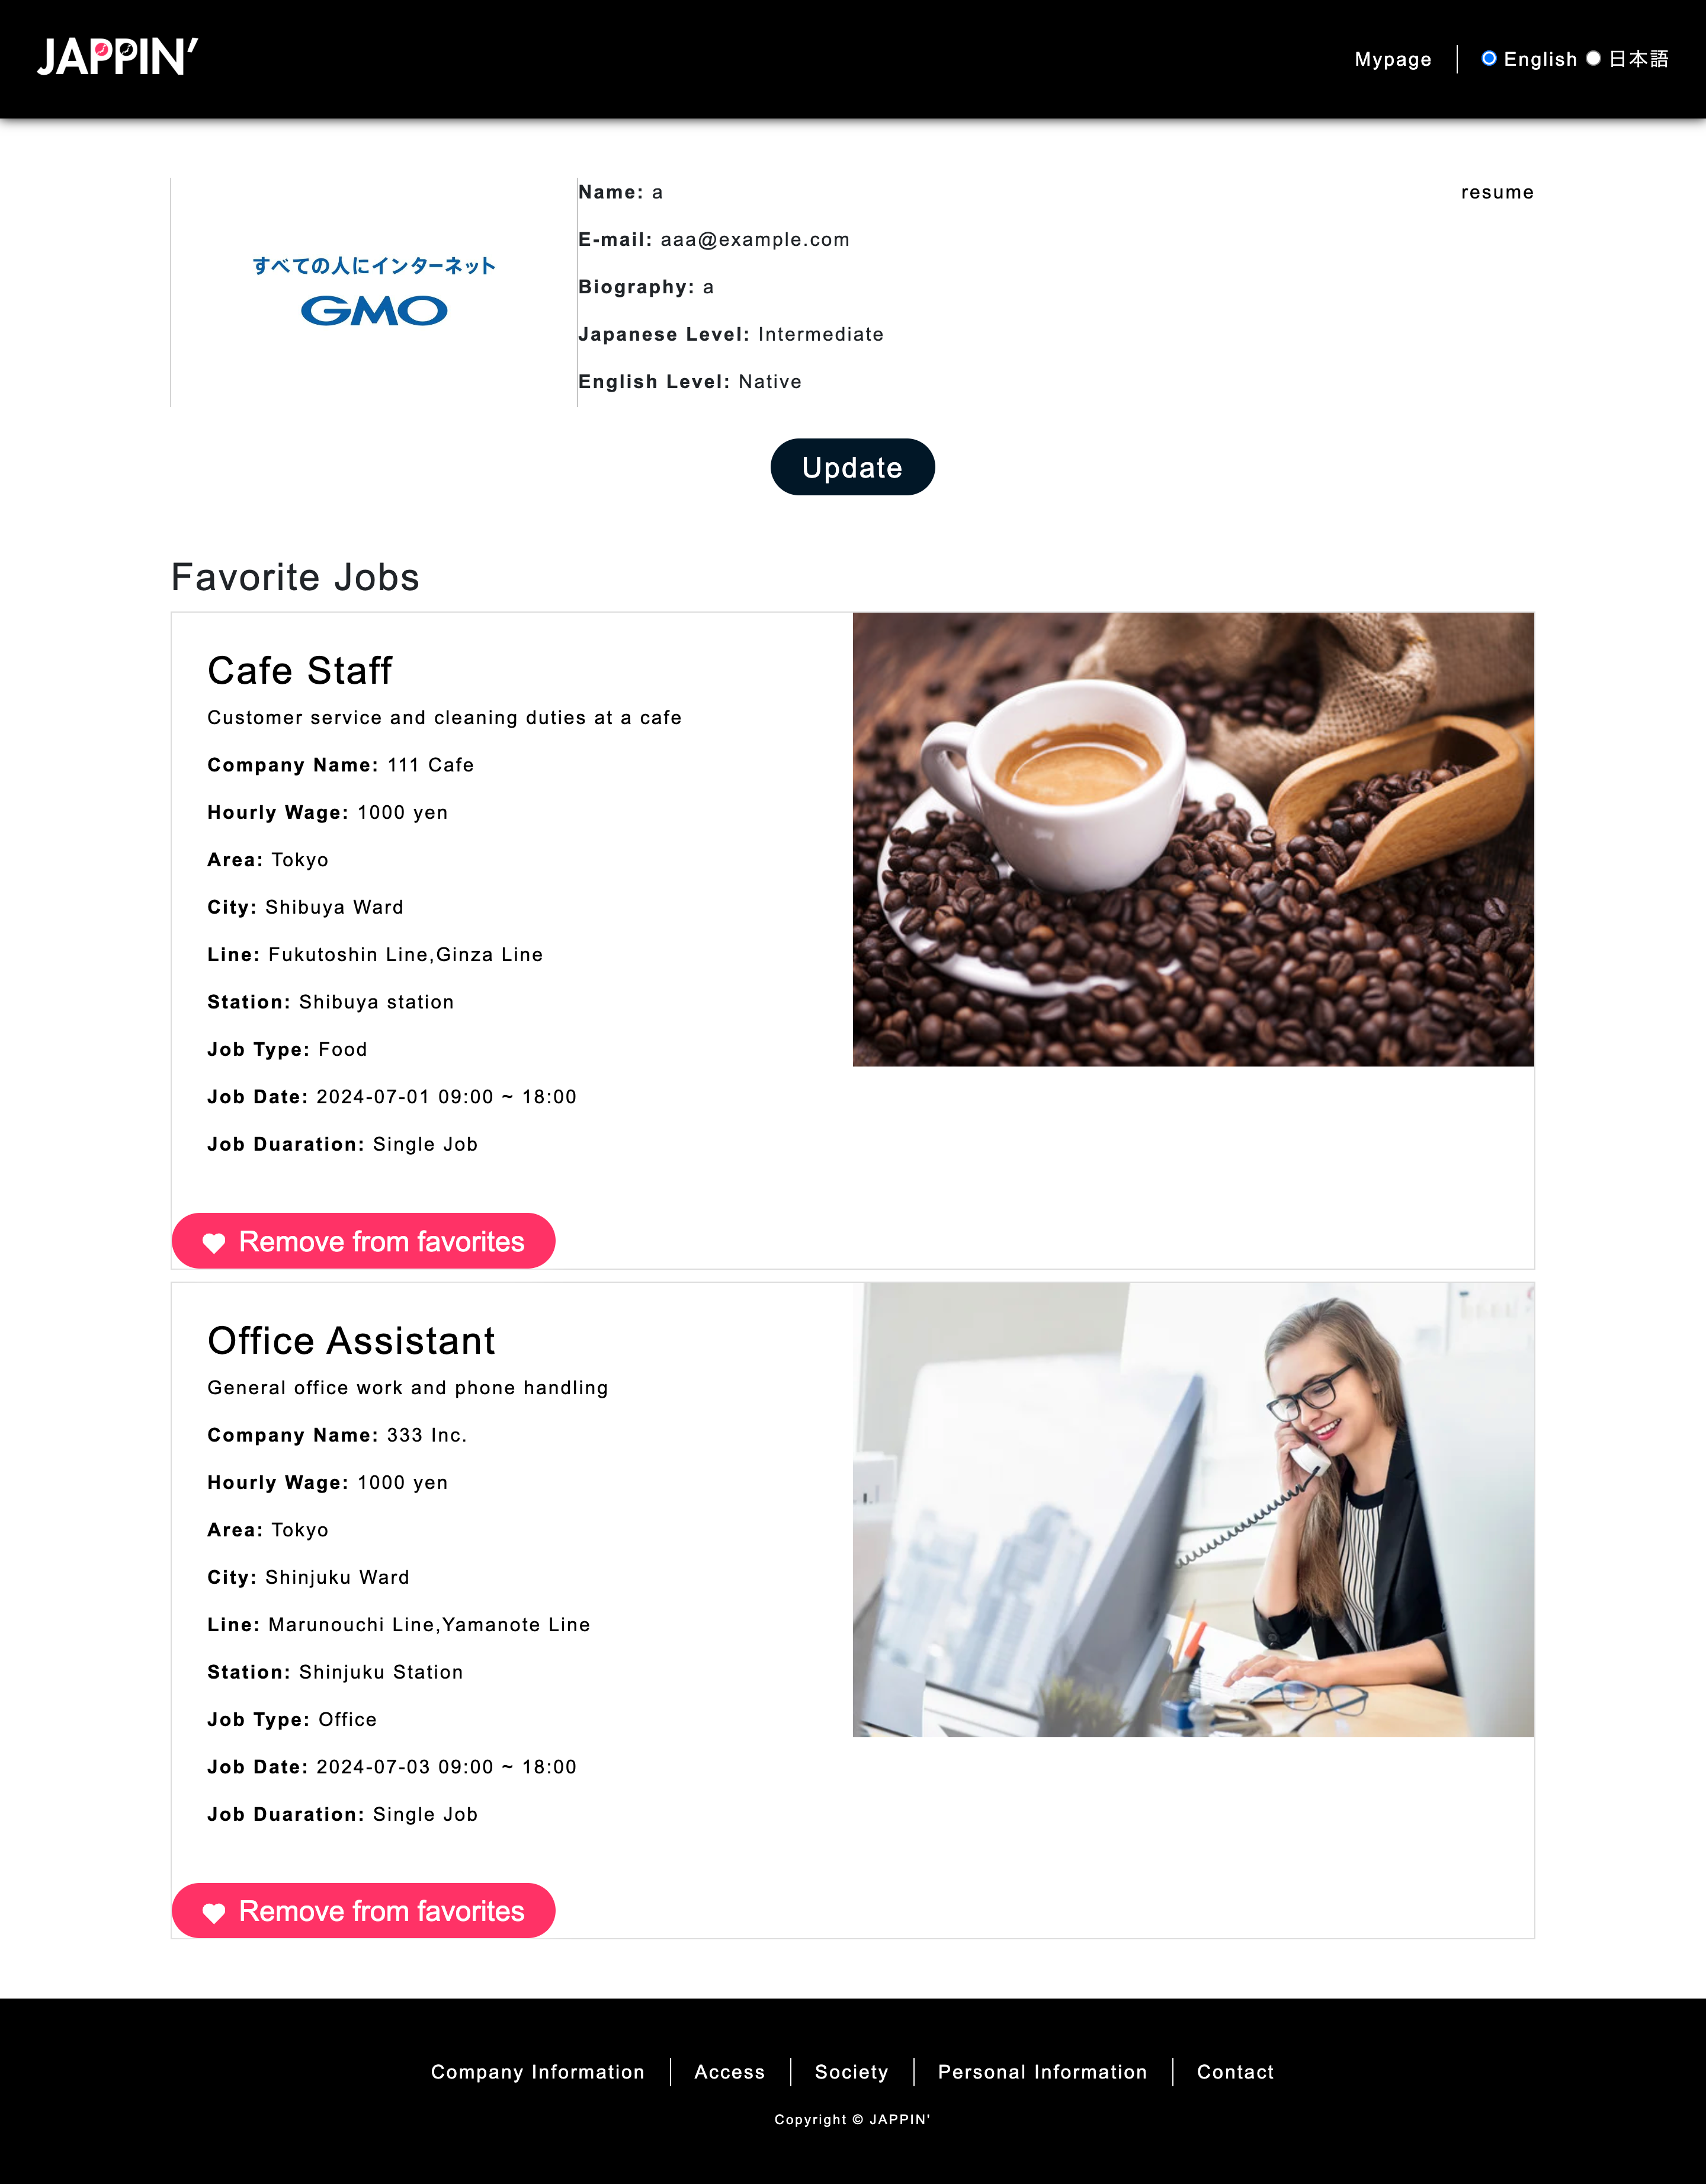 JAPPIN'
Mypage
English 日本語
すべての人にインターネット
GMO
Name: a
resume
E-mail: aaa@example.com
Biography: a
Japanese Level: Intermediate
English Level: Native
Update
Favorite Jobs
Cafe Staff
Customer service and cleaning duties at a cafe
Company Name: 111 Cafe
Hourly Wage: 1000 yen
Area: Tokyo
City: Shibuya Ward
Line: Fukutoshin Line,Ginza Line
Station: Shibuya station
Job Type: Food
Job Date: 2024-07-01 09:00 ~ 18:00
Job Duaration: Single Job
Remove from favorites
Office Assistant
General office work and phone handling
Company Name: 333 Inc.
Hourly Wage: 1000 yen
Area: Tokyo
City: Shinjuku Ward
Line: Marunouchi Line,Yamanote Line
Station: Shinjuku Station
Job Type: Office
Job Date: 2024-07-03 09:00 ~ 18:00
Job Duaration: Single Job
Remove from favorites
Company Information
Access
Society
Personal Information
Contact
Copyright © JAPPIN'